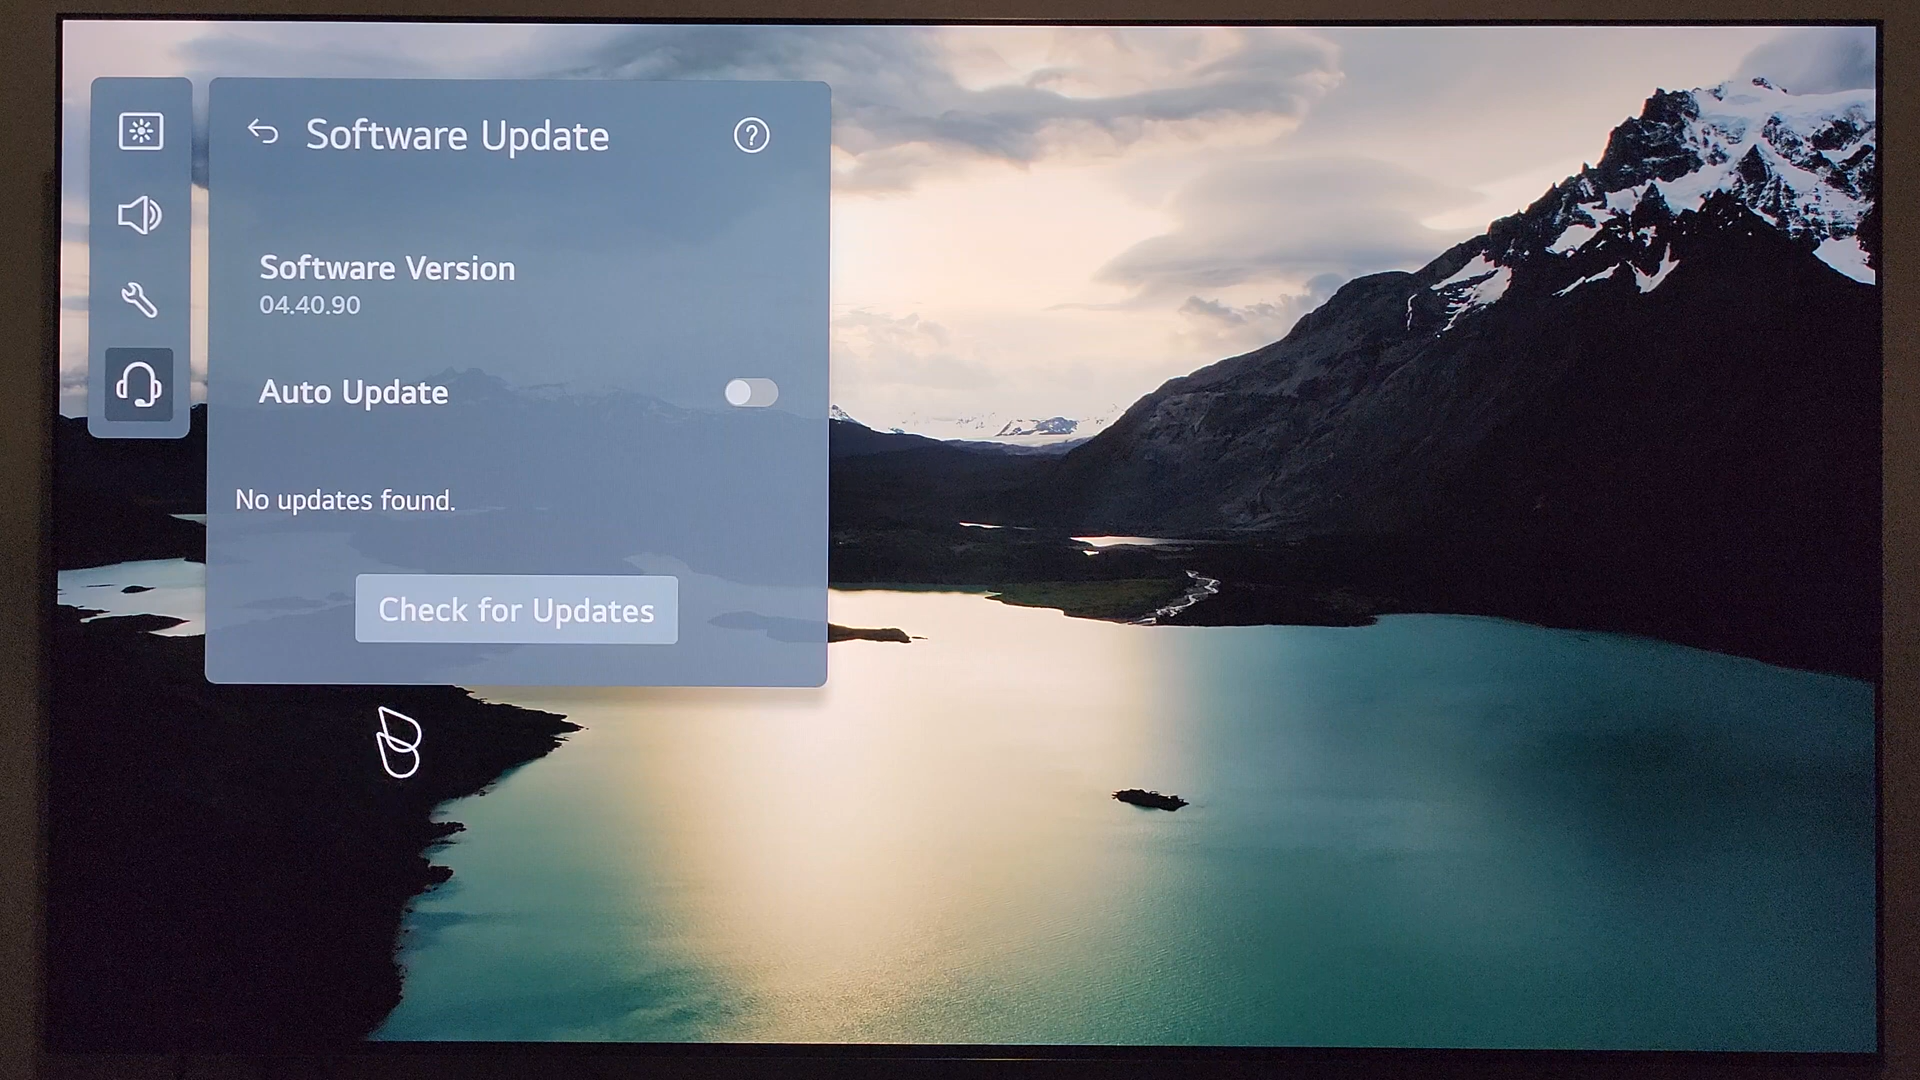 Software Update
Software Version
04.40.90
Auto Update
No updates found.
Check for Updates